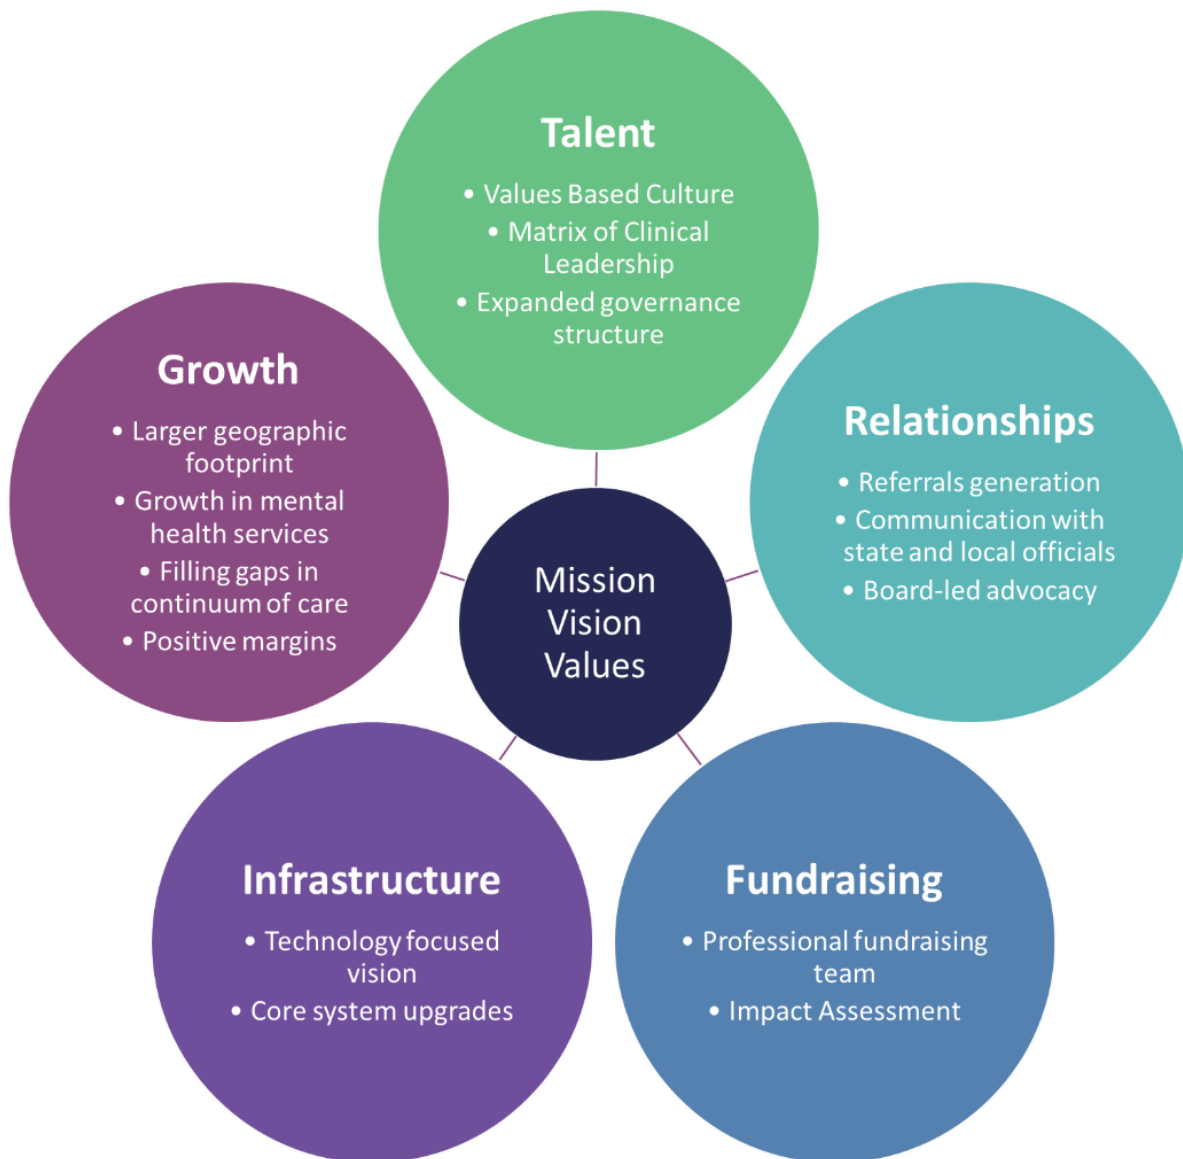 Talent
• Values Based Culture
• Matrix of Clinical
Leadership
• Expanded governance
structure
Growth
• Larger geographic
footprint
• Growth in mental
health services
• Filling gaps in
continuum of care
• Positive margins
Relationships
• Referrals generation
• Communication with
state and local officials
• Board-led advocacy
Mission
Vision
Values
Infrastructure
• Technology focused
vision
• Core system upgrades
Fundraising
• Professional fundraising
team
• Impact Assessment